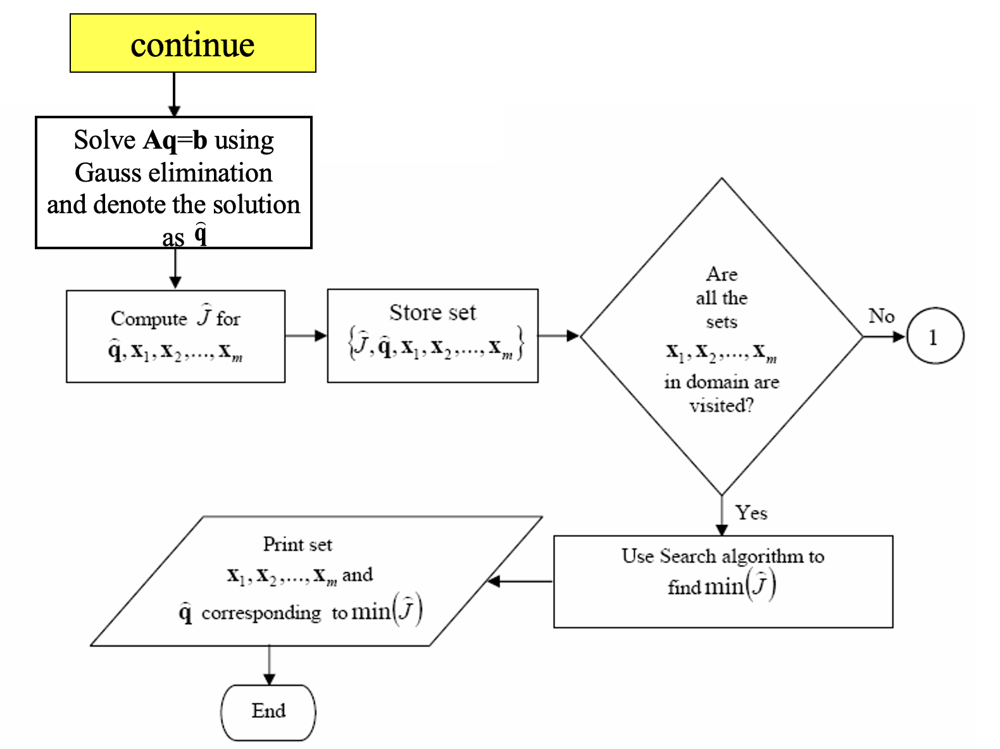 continue
Solve Aq=b using
Gauss elimination
and denote the solution
as q̂
Compute Ĵ for
q̂, x₁, x₂,..., xₘ
Store set
{Ĵ, q̂, x₁, x₂,..., xₘ}
Are
all the
sets
x₁, x₂,..., xₘ
in domain are
visited?
No
1
Yes
Use Search algorithm to
find min(Ĵ)
Print set
x₁, x₂,..., xₘ and
q̂ corresponding to min(Ĵ)
End